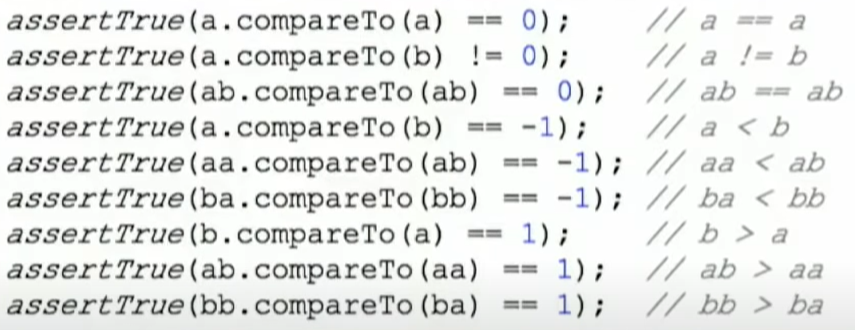 assertTrue(a.compareTo(a) == 0); // a == a
assertTrue(a.compareTo(b) != 0); // a != b
assertTrue(ab.compareTo(ab) == 0); // ab == ab
assertTrue(a.compareTo(b) == -1); // a < b
assertTrue(aa.compareTo(ab) == -1); // aa < ab
assertTrue(ba.compareTo(bb) == -1); // ba < bb
assertTrue(b.compareTo(a) == 1); // b > a
assertTrue(ab.compareTo(aa) == 1); // ab > aa
assertTrue(bb.compareTo(ba) == 1); // bb > ba